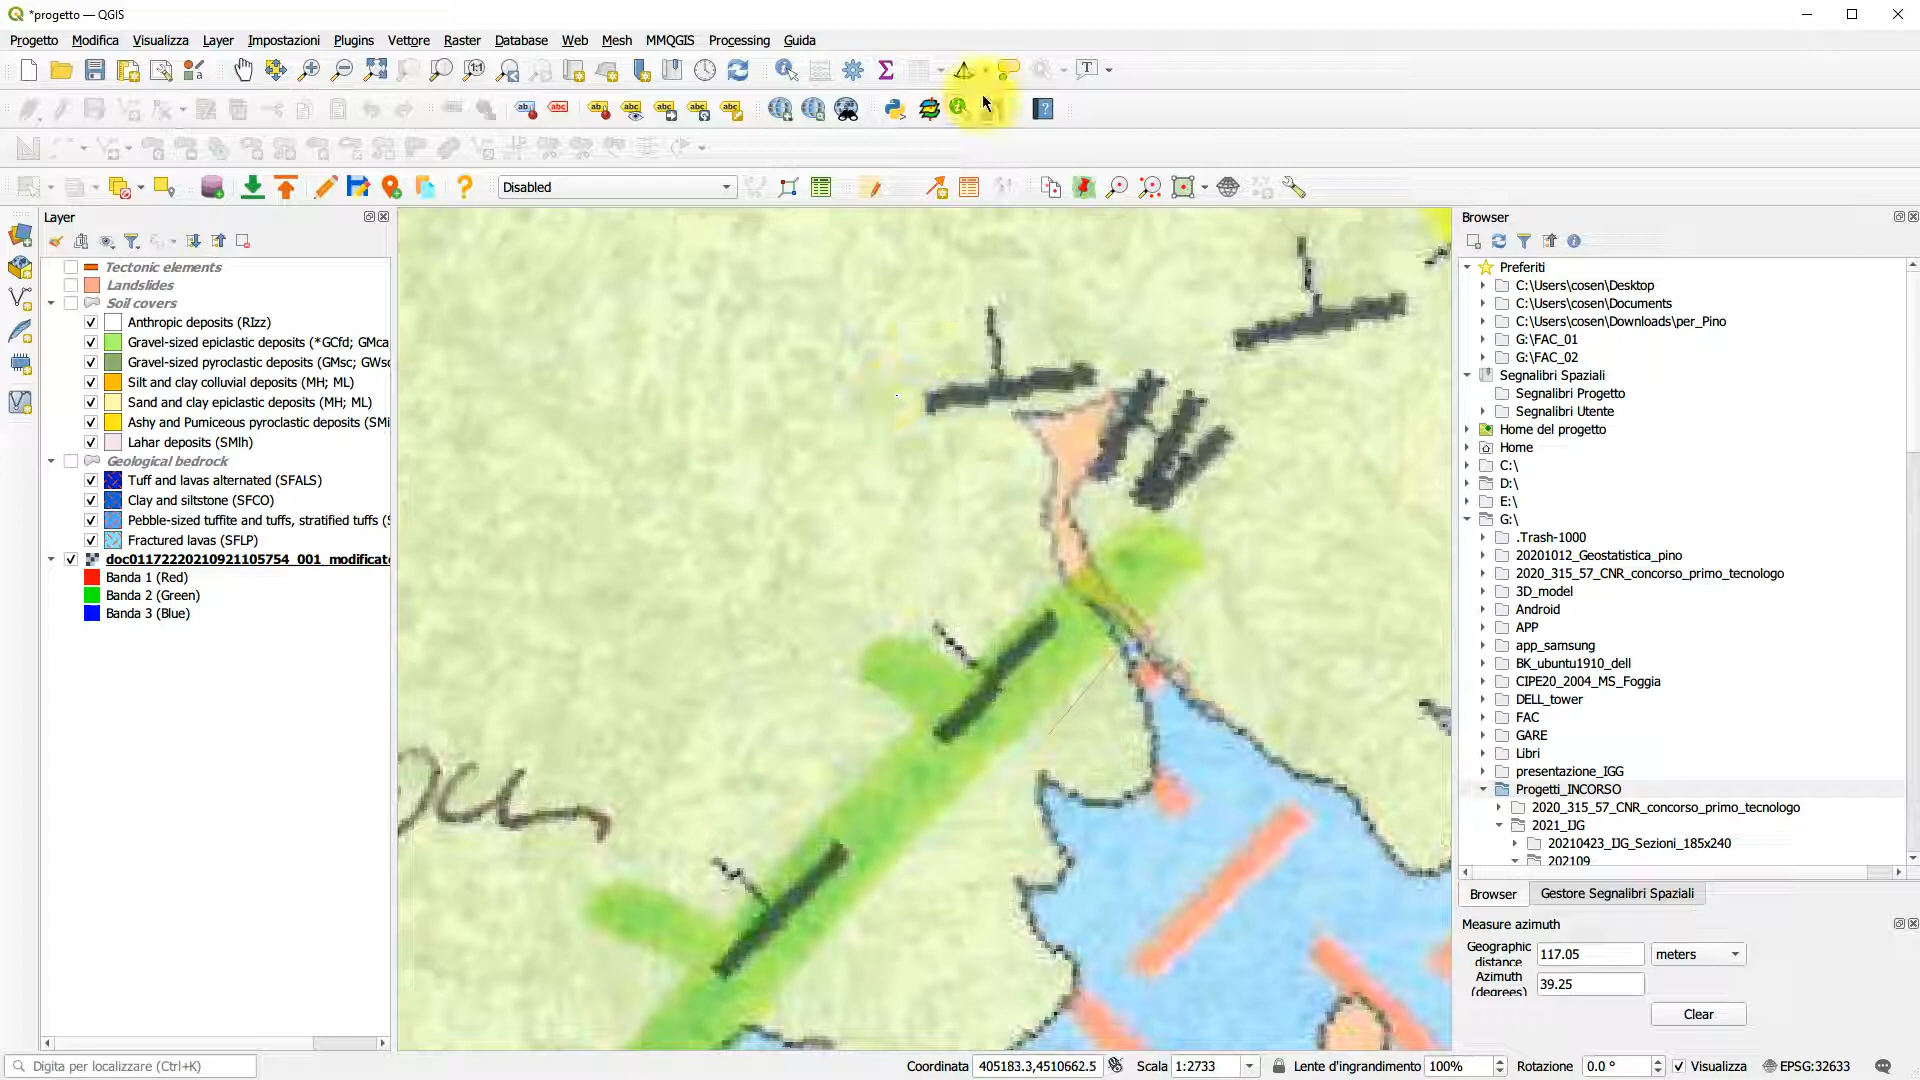 *progetto — QGIS
Progetto Modifica Visualizza Layer Impostazioni Plugins Vettore Raster Database Web Mesh MMQGIS Processing Guida
Disabled
Layer
Tectonic elements
Landslides
Soil covers
Anthropic deposits (RIzz)
Gravel-sized epiclastic deposits (*GCfd; GMca
Gravel-sized pyroclastic deposits (GMsc; GWsc
Silt and clay colluvial deposits (MH; ML)
Sand and clay epiclastic deposits (MH; ML)
Ashy and Pumiceous pyroclastic deposits (SMi
Lahar deposits (SMlh)
Geological bedrock
Tuff and lavas alternated (SFALS)
Clay and siltstone (SFCO)
Pebble-sized tuffite and tuffs, stratified tuffs (S
Fractured lavas (SFLP)
doc01172220210921105754_001_modificato
Banda 1 (Red)
Banda 2 (Green)
Banda 3 (Blue)
Browser
Preferiti
C:\Users\cosen\Desktop
C:\Users\cosen\Documents
C:\Users\cosen\Downloads\per_Pino
G:\FAC_01
G:\FAC_02
Segnalibri Spaziali
Segnalibri Progetto
Segnalibri Utente
Home del progetto
Home
C:\
D:\
E:\
G:\
.Trash-1000
20201012_Geostatistica_pino
2020_315_57_CNR_concorso_primo_tecnologo
3D_model
Android
APP
app_samsung
BK_ubuntu1910_dell
CIPE20_2004_MS_Foggia
DELL_tower
FAC
GARE
Libri
presentazione_IGG
Progetti_INCORSO
2020_315_57_CNR_concorso_primo_tecnologo
2021_IJG
20210423_IJG_Sezioni_185x240
202109
Browser Gestore Segnalibri Spaziali
Measure azimuth
Geographic distance 117.05 meters
Azimuth (degrees) 39.25
Clear
Digita per localizzare (Ctrl+K)
Coordinata 405183.3,4510662.5 Scala 1:2733 Lente d'ingrandimento 100% Rotazione 0.0 ° Visualizza EPSG:32633